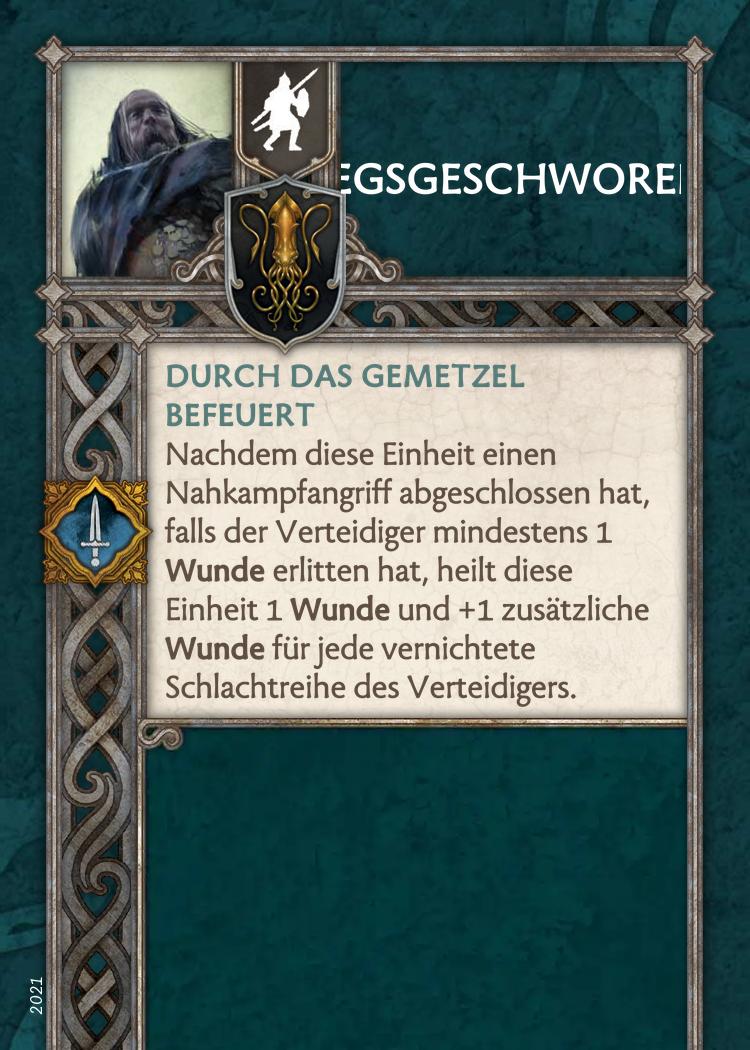 EGSGESCHWORE
DURCH DAS GEMETZEL
BEFEUERT
Nachdem diese Einheit einen
Nahkampfangriff abgeschlossen hat,
falls der Verteidiger mindestens 1
Wunde erlitten hat, heilt diese
Einheit 1 Wunde und +1 zusätzliche
Wunde für jede vernichtete
Schlachtreihe des Verteidigers.
2021